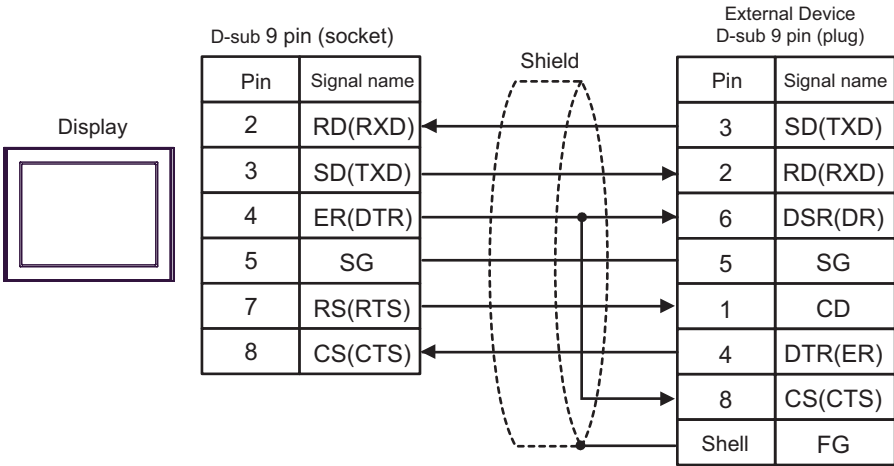 External Device
D-sub 9 pin (socket) D-sub 9 pin (plug)
Shield
Pin Signal name Pin Signal name
Display
2 RD(RXD) 3 SD(TXD)
3 SD(TXD) 2 RD(RXD)
4 ER(DTR) 6 DSR(DR)
5 SG 5 SG
7 RS(RTS) 1 CD
8 CS(CTS) 4 DTR(ER)
8 CS(CTS)
Shell FG